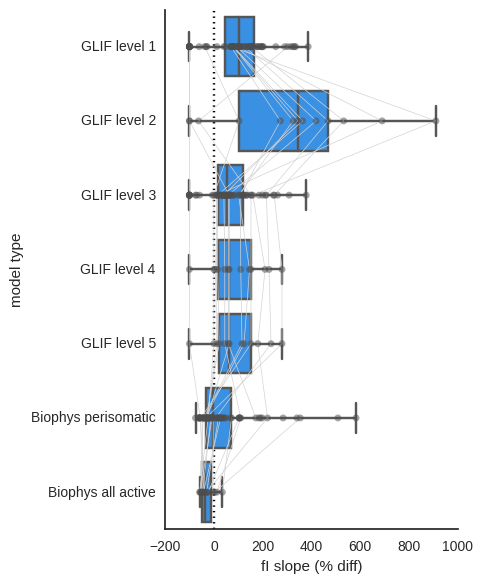 GLIF level 1
GLIF level 2
GLIF level 3
GLIF level 4
GLIF level 5
Biophys perisomatic
Biophys all active
model type
−200 0 200 400 600 800 1000
fI slope (% diff)